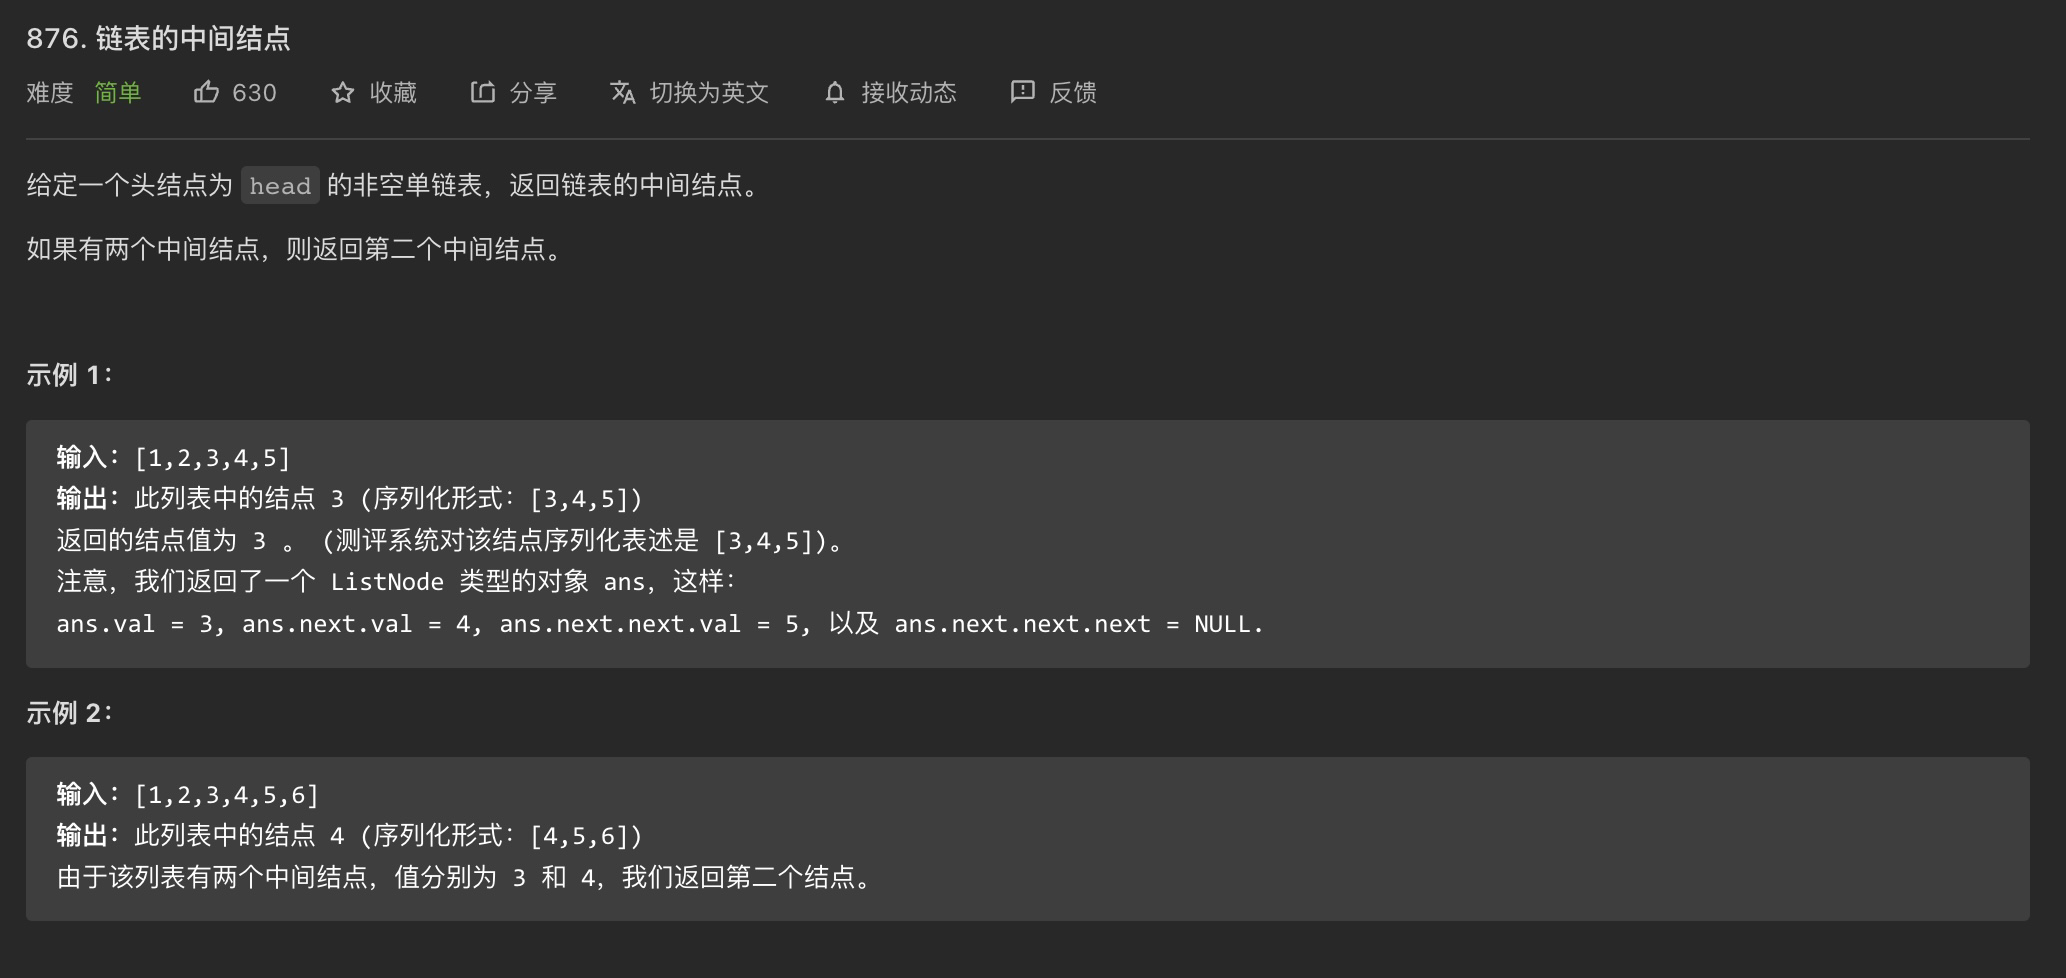 876. 链表的中间结点
难度 简单 630 收藏 分享 切换为英文 接收动态 反馈
给定一个头结点为 head 的非空单链表，返回链表的中间结点。
如果有两个中间结点，则返回第二个中间结点。
示例 1：
输入：[1,2,3,4,5]
输出：此列表中的结点 3 (序列化形式：[3,4,5])
返回的结点值为 3 。 (测评系统对该结点序列化表述是 [3,4,5])。
注意，我们返回了一个 ListNode 类型的对象 ans，这样：
ans.val = 3, ans.next.val = 4, ans.next.next.val = 5, 以及 ans.next.next.next = NULL.
示例 2：
输入：[1,2,3,4,5,6]
输出：此列表中的结点 4 (序列化形式：[4,5,6])
由于该列表有两个中间结点，值分别为 3 和 4，我们返回第二个结点。